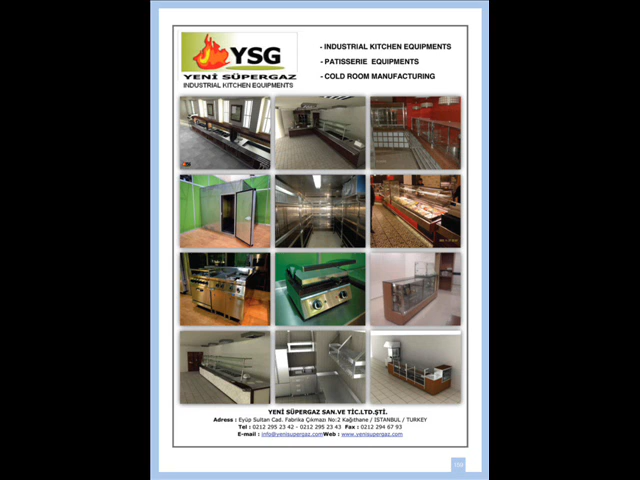 YSG
YENİ SÜPERGAZ
INDUSTRIAL KITCHEN EQUIPMENTS
- INDUSTRIAL KITCHEN EQUIPMENTS
- PATISSERIE EQUIPMENTS
- COLD ROOM MANUFACTURING
YENİ SÜPERGAZ SAN.VE TİC.LTD.ŞTİ.
Adress : Eyüp Sultan Cad. Fabrika Çıkmazı No:2 Kağıthane / İSTANBUL / TURKEY
Tel : 0212 295 23 42 - 0212 295 23 43 Fax : 0212 294 67 93
E-mail : info@yenisupergaz.comWeb : www.yenisupergaz.com